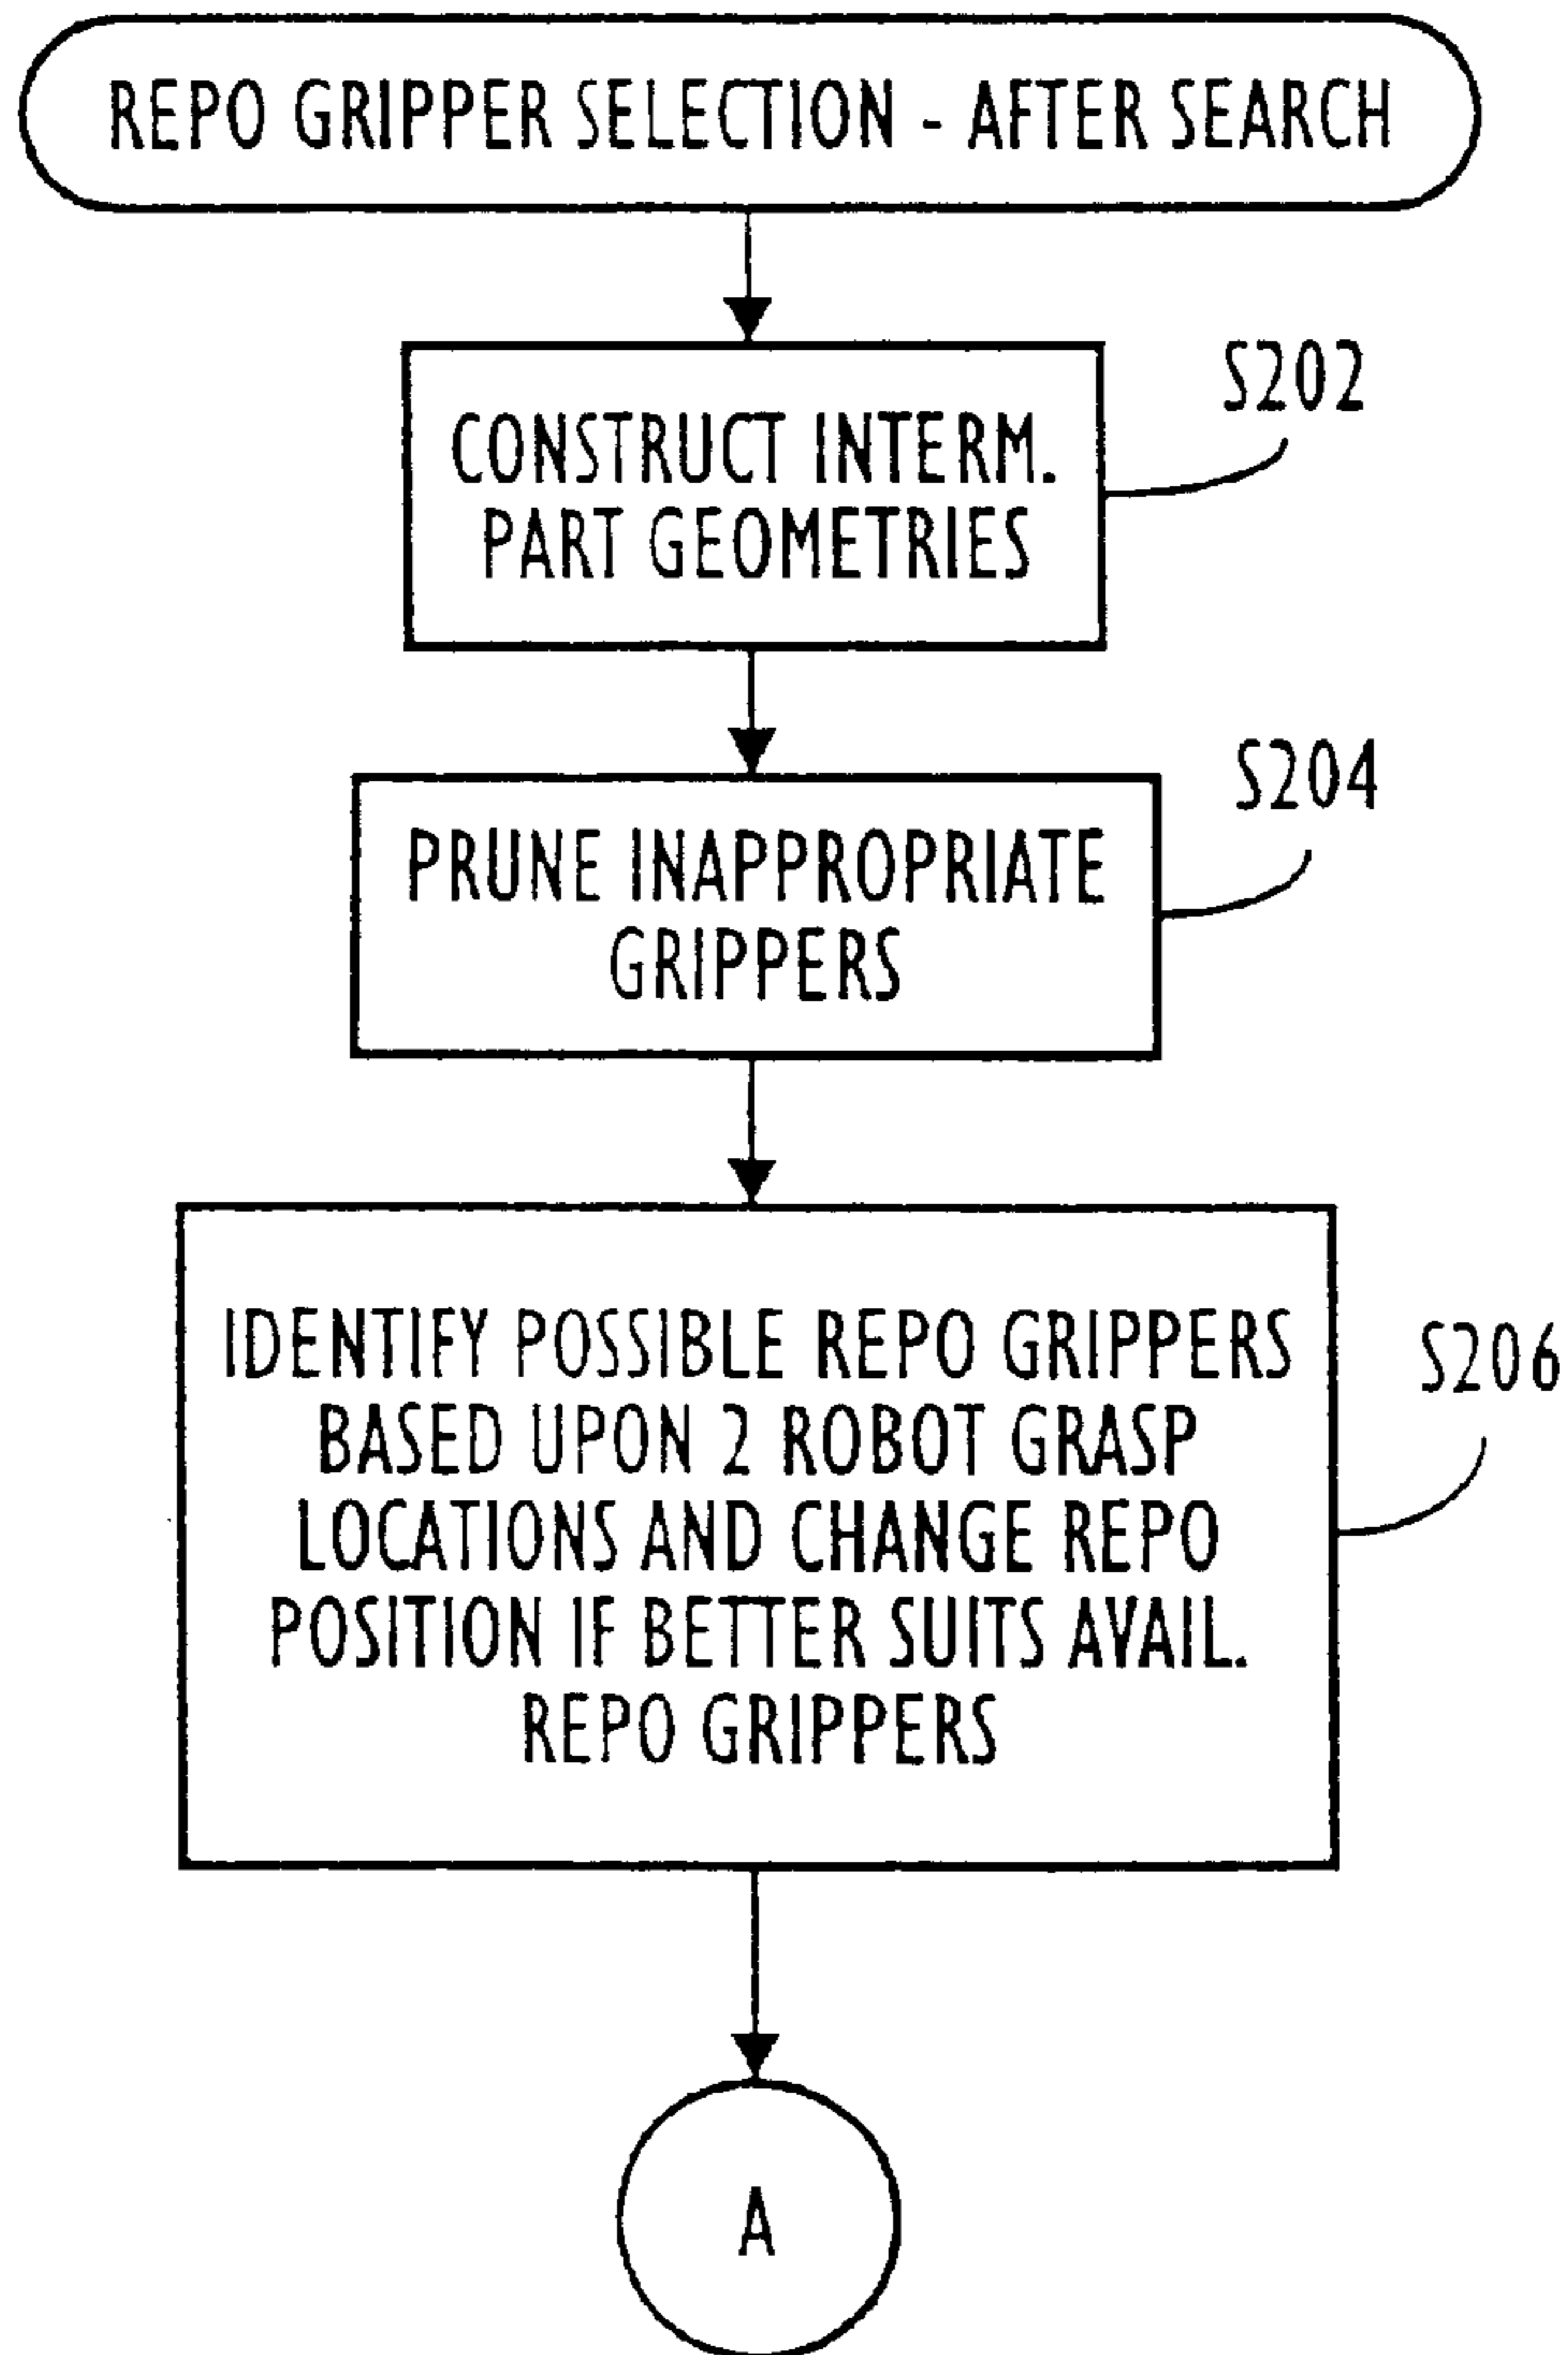 REPO GRIPPER SELECTION - AFTER SEARCH
S202
CONSTRUCT INTERM.
PART GEOMETRIES
S204
PRUNE INAPPROPRIATE
GRIPPERS
S206
IDENTIFY POSSIBLE REPO GRIPPERS
BASED UPON 2 ROBOT GRASP
LOCATIONS AND CHANGE REPO
POSITION IF BETTER SUITS AVAIL.
REPO GRIPPERS
A